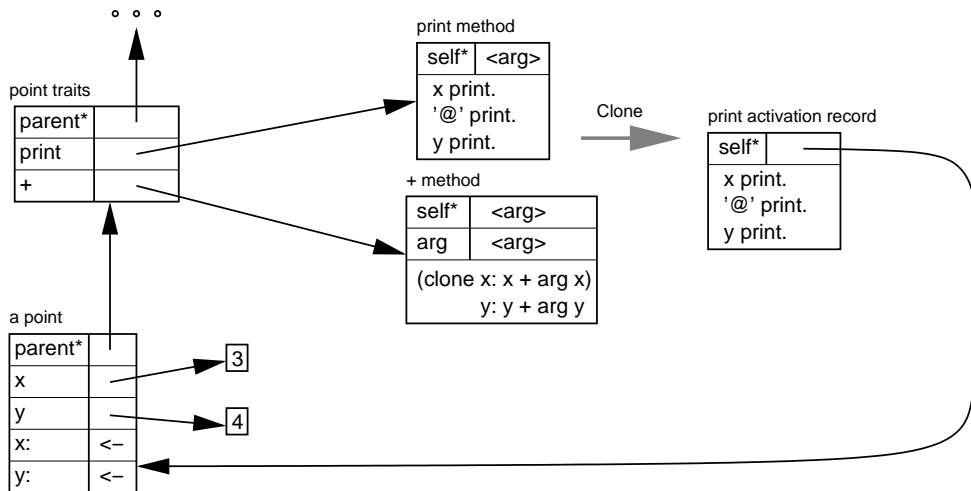 point traits
parent*
print
+
print method
self* <arg>
x print.
'@' print.
y print.
Clone
print activation record
self*
x print.
'@' print.
y print.
+ method
self* <arg>
arg <arg>
(clone x: x + arg x)
y: y + arg y
a point
parent*
x
3
y
4
x: <–
y: <–